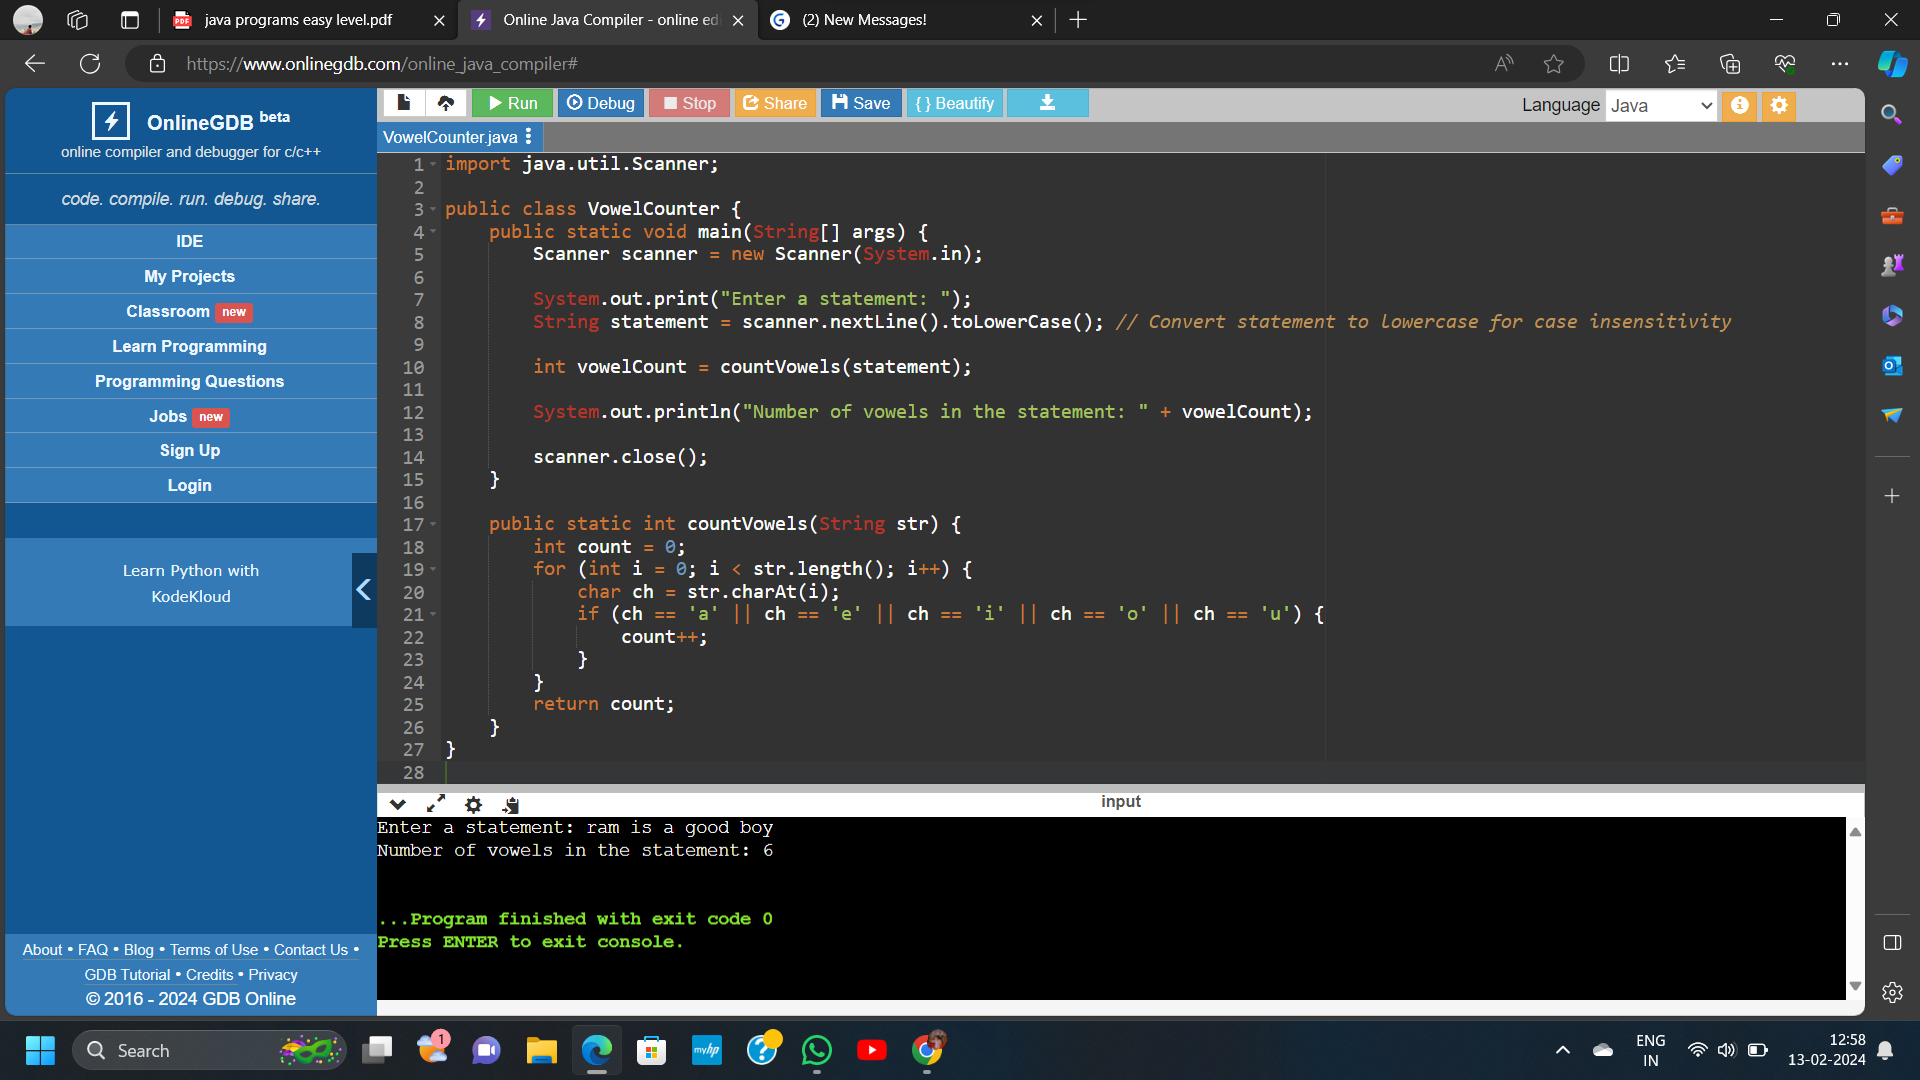 java programs easy level.pdf
Online Java Compiler - online ed
(2) New Messages!
https://www.onlinegdb.com/online_java_compiler#
OnlineGDB beta
online compiler and debugger for c/c++
code. compile. run. debug. share.
IDE
My Projects
Classroom new
Learn Programming
Programming Questions
Jobs new
Sign Up
Login
Learn Python with
KodeKloud
About • FAQ • Blog • Terms of Use • Contact Us •
GDB Tutorial • Credits • Privacy
© 2016 - 2024 GDB Online
Run Debug Stop Share Save { } Beautify
Language Java
VowelCounter.java
1 import java.util.Scanner;
2
3 public class VowelCounter {
4     public static void main(String[] args) {
5         Scanner scanner = new Scanner(System.in);
6
7         System.out.print("Enter a statement: ");
8         String statement = scanner.nextLine().toLowerCase(); // Convert statement to lowercase for case insensitivity
9
10         int vowelCount = countVowels(statement);
11
12         System.out.println("Number of vowels in the statement: " + vowelCount);
13
14         scanner.close();
15     }
16
17     public static int countVowels(String str) {
18         int count = 0;
19         for (int i = 0; i < str.length(); i++) {
20             char ch = str.charAt(i);
21             if (ch == 'a' || ch == 'e' || ch == 'i' || ch == 'o' || ch == 'u') {
22                 count++;
23             }
24         }
25         return count;
26     }
27 }
28
input
Enter a statement: ram is a good boy
Number of vowels in the statement: 6
...Program finished with exit code 0
Press ENTER to exit console.
Search
1
myhp
ENG
IN
12:58
13-02-2024